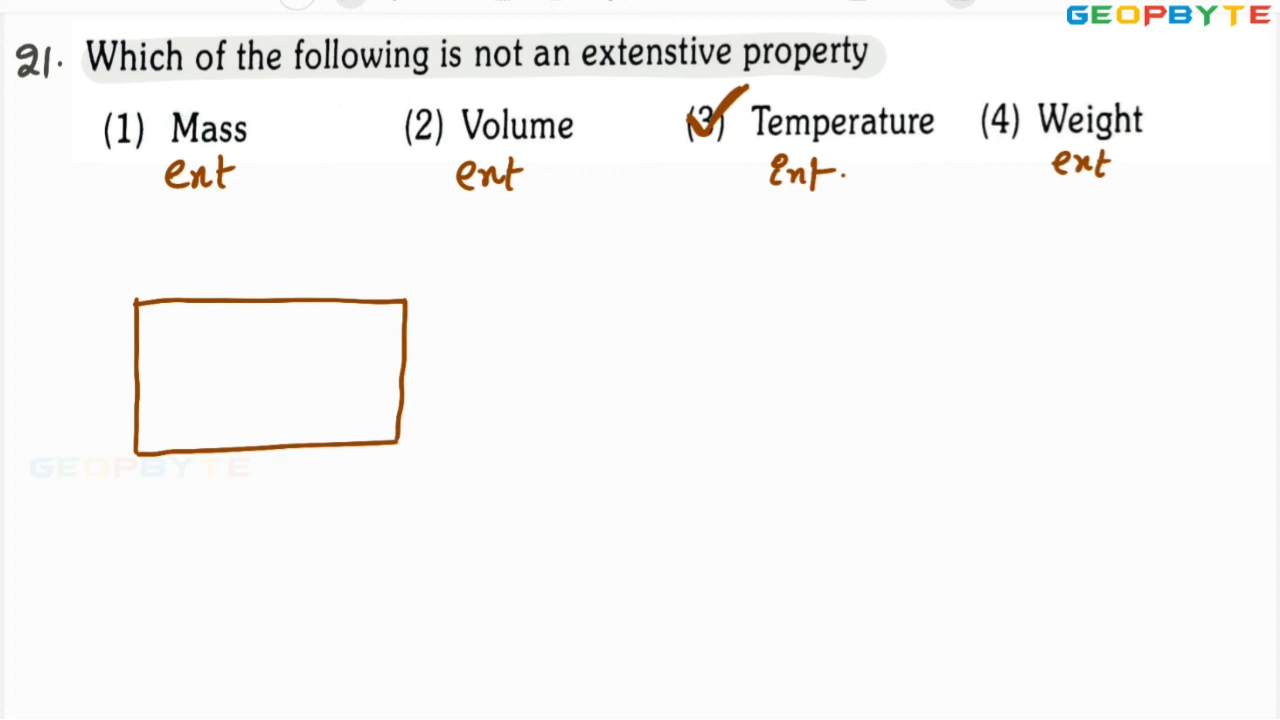 GEOPBYTE
21. Which of the following is not an extenstive property
(1) Mass (2) Volume (3) Temperature (4) Weight
ext ext Int. ext
GEOPBYTE